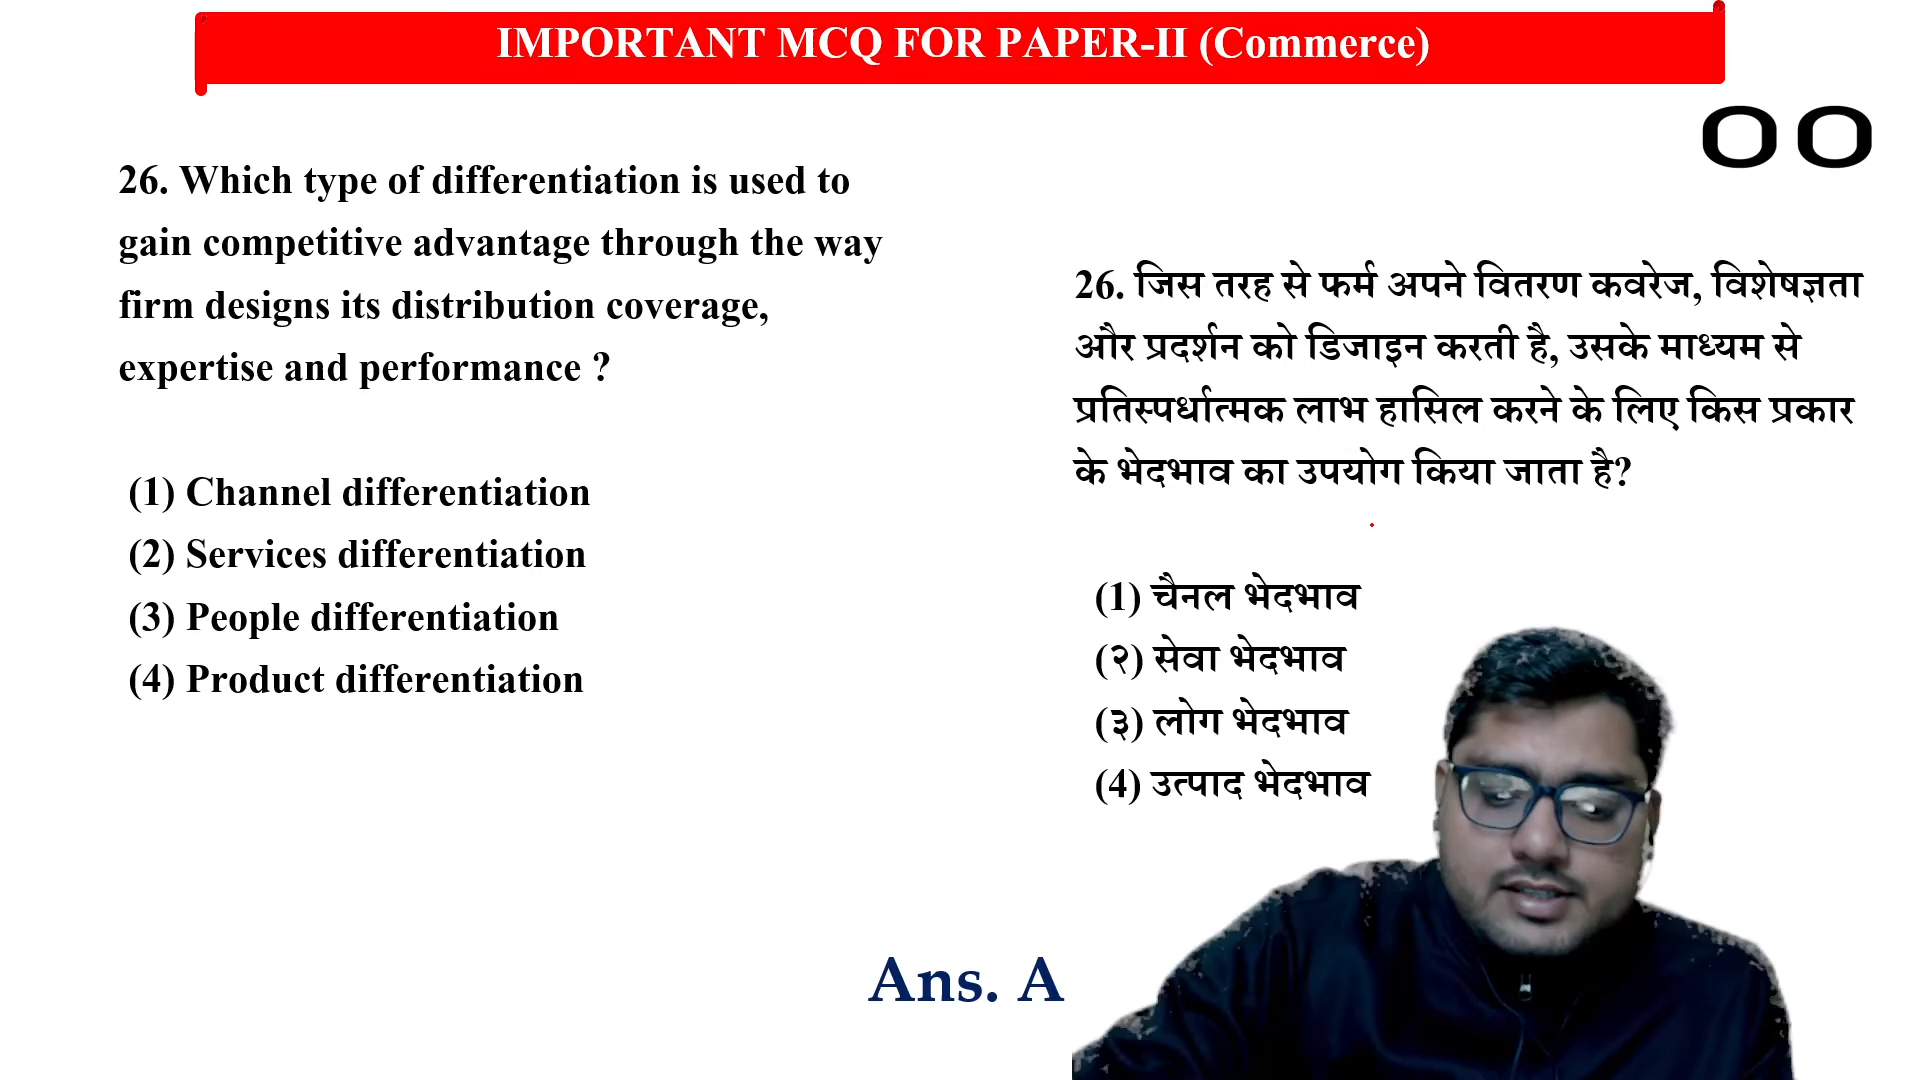 IMPORTANT MCQ FOR PAPER-II (Commerce)
00
26. Which type of differentiation is used to
gain competitive advantage through the way
firm designs its distribution coverage,
expertise and performance ?
(1) Channel differentiation
(2) Services differentiation
(3) People differentiation
(4) Product differentiation
26. जिस तरह से फर्म अपने वितरण कवरेज, विशेषज्ञता
और प्रदर्शन को डिजाइन करती है, उसके माध्यम से
प्रतिस्पर्धात्मक लाभ हासिल करने के लिए किस प्रकार
के भेदभाव का उपयोग किया जाता है?
(1) चैनल भेदभाव
(२) सेवा भेदभाव
(३) लोग भेदभाव
(4) उत्पाद भेदभाव
Ans. A